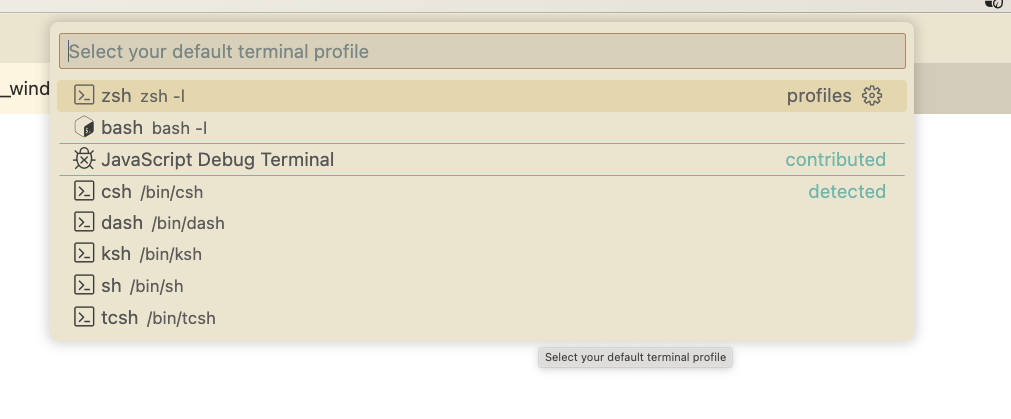 Select your default terminal profile
_wind
zsh zsh -l profiles
bash bash -l
JavaScript Debug Terminal contributed
csh /bin/csh detected
dash /bin/dash
ksh /bin/ksh
sh /bin/sh
tcsh /bin/tcsh
Select your default terminal profile